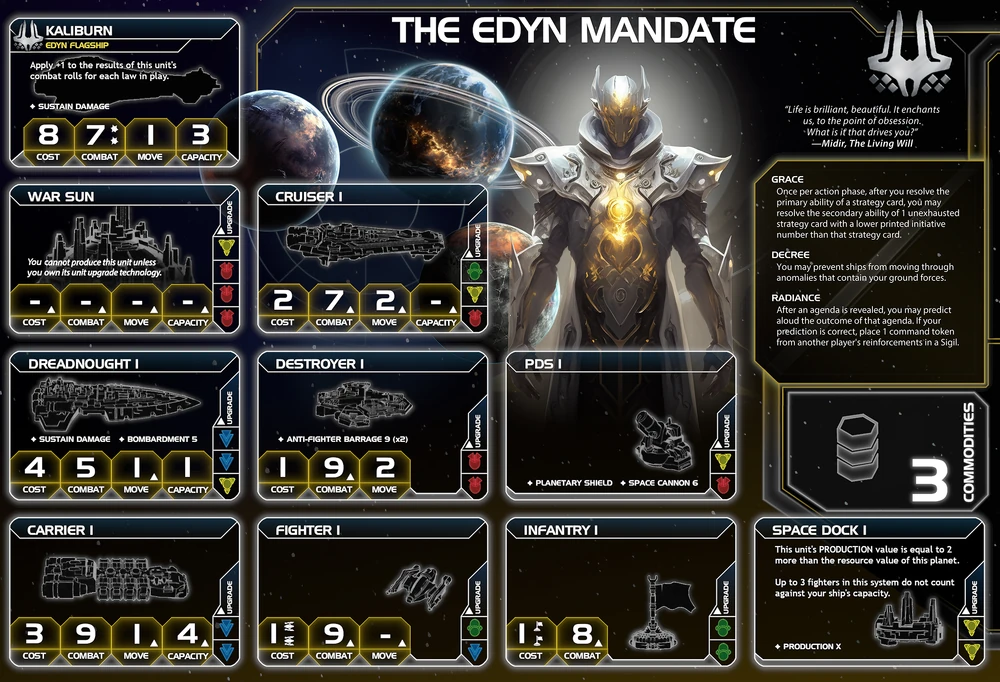 THE EDYN MANDATE
KALIBURN
EDYN FLAGSHIP
Apply +1 to the results of this unit's
combat rolls for each law in play.
✦ SUSTAIN DAMAGE
8 7 1 3
COST COMBAT MOVE CAPACITY
"Life is brilliant, beautiful. It enchants
us, to the point of obsession.
What is if that drives you?"
—Midir, The Living Will
GRACE
Once per action phase, after you resolve the
primary ability of a strategy card, you may
resolve the secondary ability of 1 unexhausted
strategy card with a lower printed initiative
number than that strategy card.
DECREE
You may prevent ships from moving through
anomalies that contain your ground forces.
RADIANCE
After an agenda is revealed, you may predict
aloud the outcome of that agenda. If your
prediction is correct, place 1 command token
from another player's reinforcements in a Sigil.
WAR SUN
UPGRADE
You cannot produce this unit unless
you own its unit upgrade technology.
- - - -
COST COMBAT MOVE CAPACITY
CRUISER I
UPGRADE
2 7 2 -
COST COMBAT MOVE CAPACITY
DREADNOUGHT I
UPGRADE
✦ SUSTAIN DAMAGE ✦ BOMBARDMENT 5
4 5 1 1
COST COMBAT MOVE CAPACITY
DESTROYER I
UPGRADE
✦ ANTI-FIGHTER BARRAGE 9 (x2)
1 9 2
COST COMBAT MOVE
PDS I
UPGRADE
✦ PLANETARY SHIELD ✦ SPACE CANNON 6
3
COMMODITIES
CARRIER I
UPGRADE
3 9 1 4
COST COMBAT MOVE CAPACITY
FIGHTER I
UPGRADE
1 9 -
COST COMBAT MOVE
INFANTRY I
UPGRADE
1 8
COST COMBAT
SPACE DOCK I
This unit's PRODUCTION value is equal to 2
more than the resource value of this planet.
Up to 3 fighters in this system do not count
against your ship's capacity.
UPGRADE
✦ PRODUCTION X